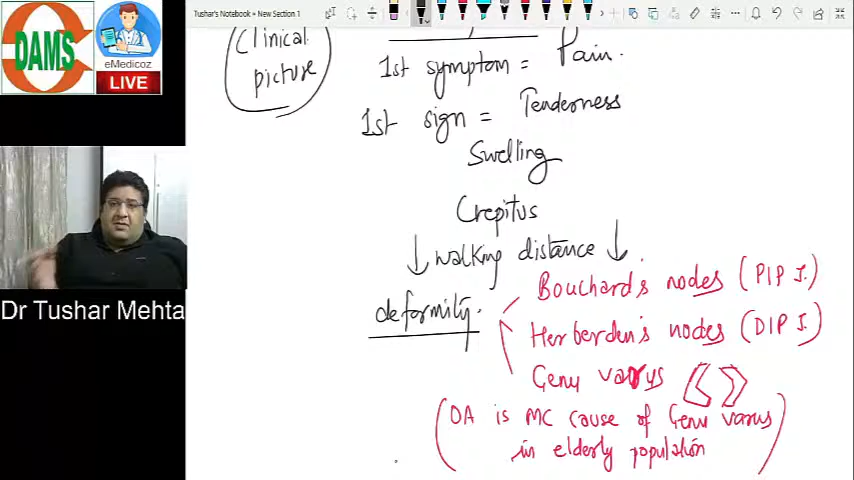 Tushar's Notebook » New Section 1
DAMS
eMedicoz
LIVE
Clinical
picture
1st symptom = Pain.
1st sign = Tenderness
Swelling
Crepitus
↓ walking distance ↓
deformity.
Bouchard's nodes (PIP J.)
Herberden's nodes (DIP J.)
Genu varus
(OA is MC cause of Genu varus
in elderly population)
Dr Tushar Mehta